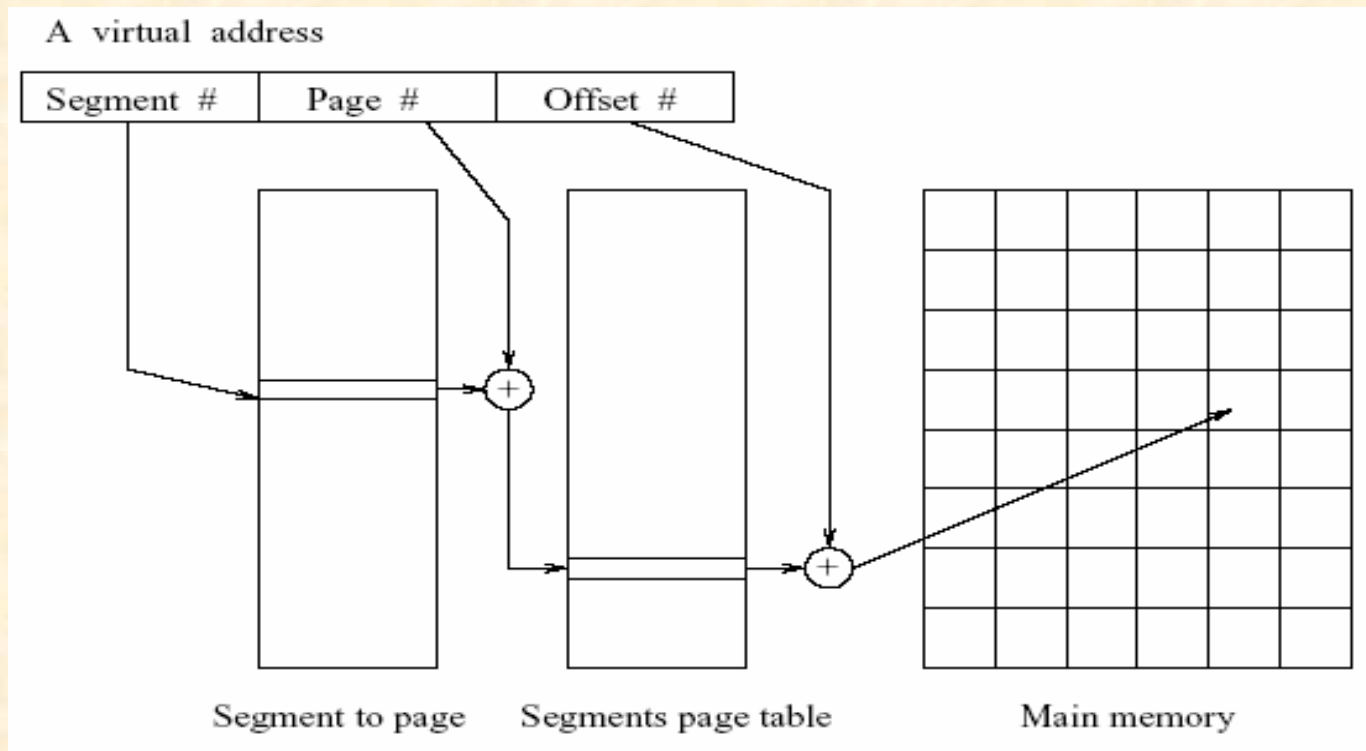 A virtual address
Segment # Page # Offset #
+
+
Segment to page Segments page table Main memory